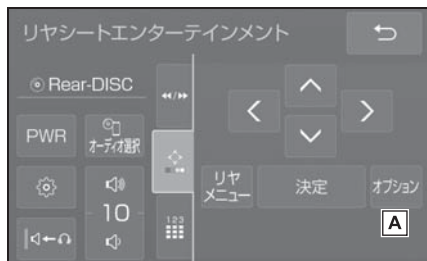 リヤシートエンターテインメント
Rear-DISC
PWR
オーディオ選択
10
123
リヤ
メニュー
決定
オプション
A